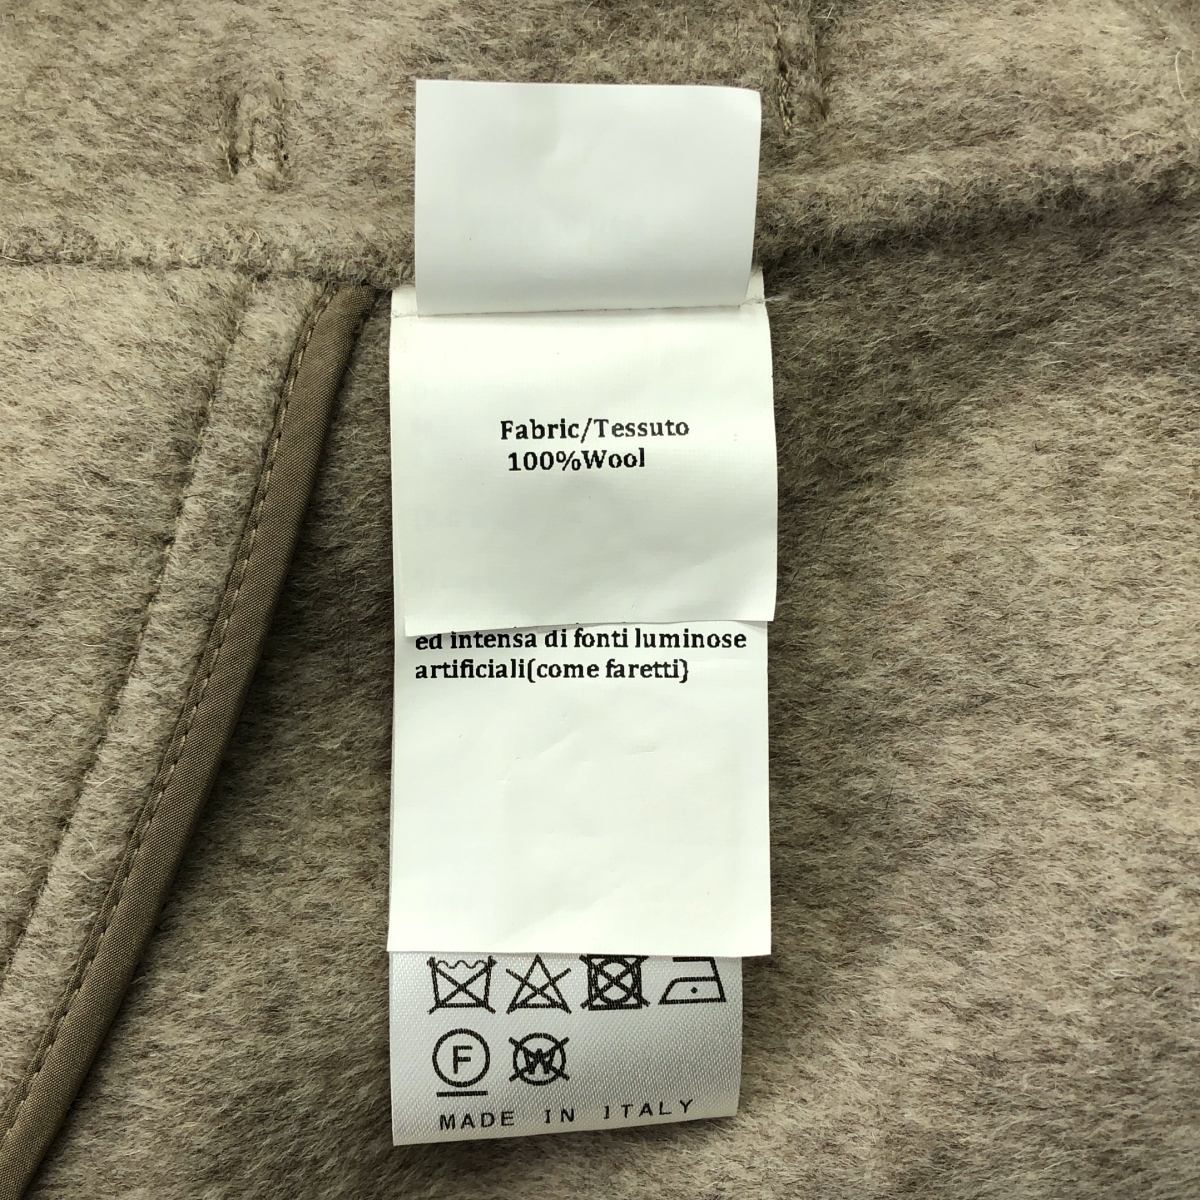 Fabric/Tessuto
100%Wool
ed intensa di fonti luminose
artificiali(come faretti}
F W
MADE IN ITALY